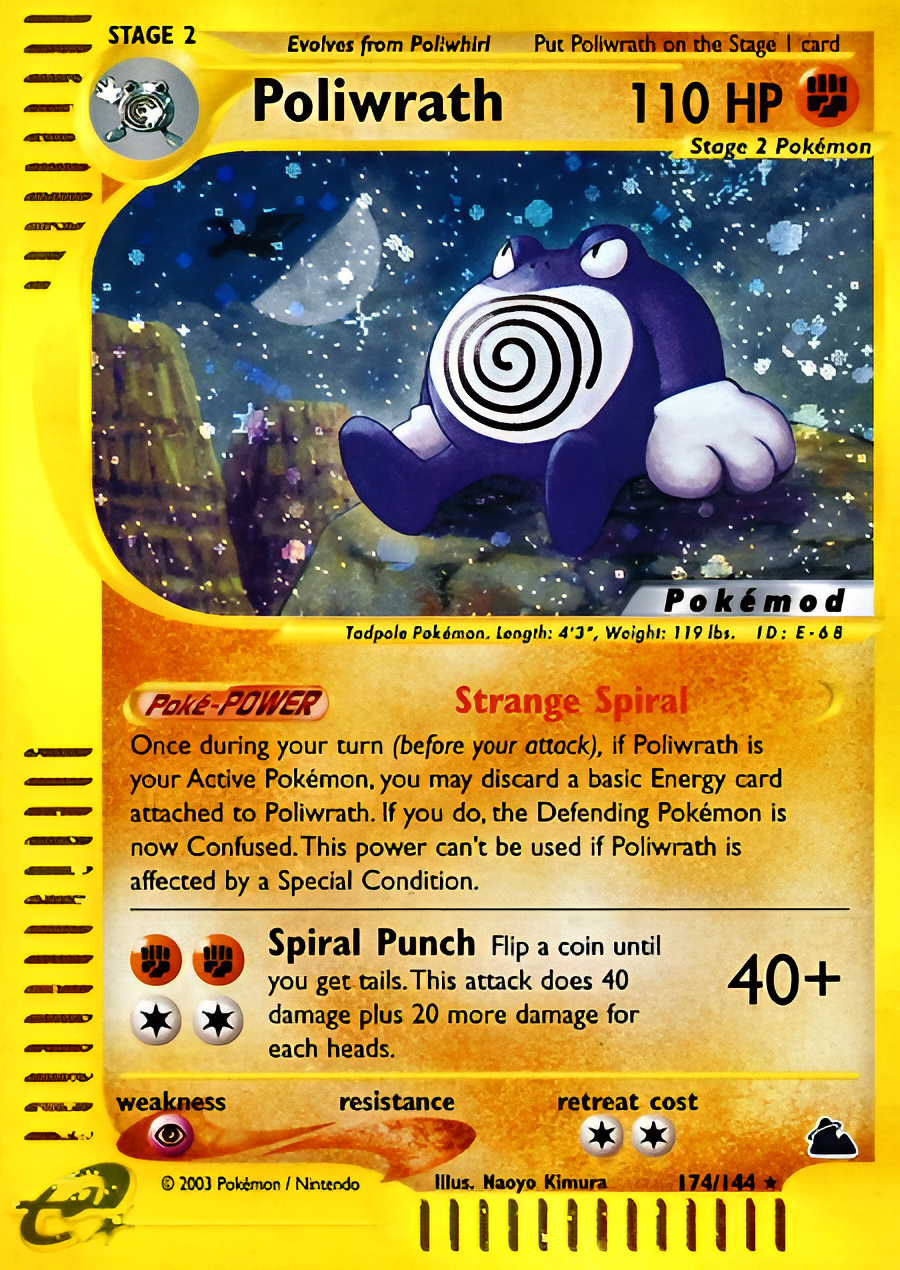 STAGE 2
Evolves from Poliwhirl Put Poliwrath on the Stage 1 card
Poliwrath 110 HP
Stage 2 Pokémon
Pokémod
Tadpole Pokémon. Length: 4'3", Weight: 119 lbs. ID: E-68
Poké-POWER Strange Spiral
Once during your turn (before your attack), if Poliwrath is
your Active Pokémon, you may discard a basic Energy card
attached to Poliwrath. If you do, the Defending Pokémon is
now Confused. This power can't be used if Poliwrath is
affected by a Special Condition.
Spiral Punch Flip a coin until
you get tails. This attack does 40
damage plus 20 more damage for
each heads.
40+
weakness resistance retreat cost
© 2003 Pokémon / Nintendo Illus. Naoyo Kimura 174/144 ★
e